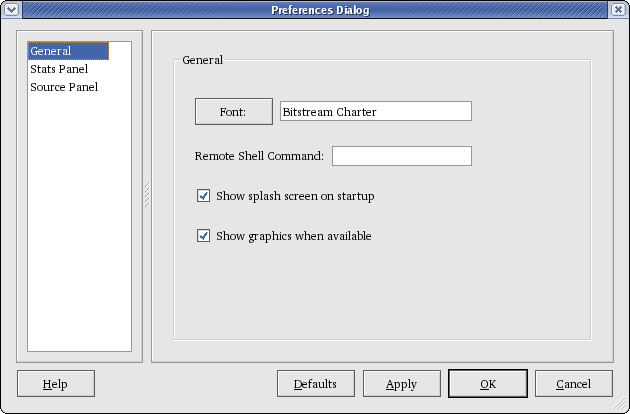 Preferences Dialog
General
Stats Panel
Source Panel
General
Font:
Bitstream Charter
Remote Shell Command:
Show splash screen on startup
Show graphics when available
Help
Defaults
Apply
OK
Cancel